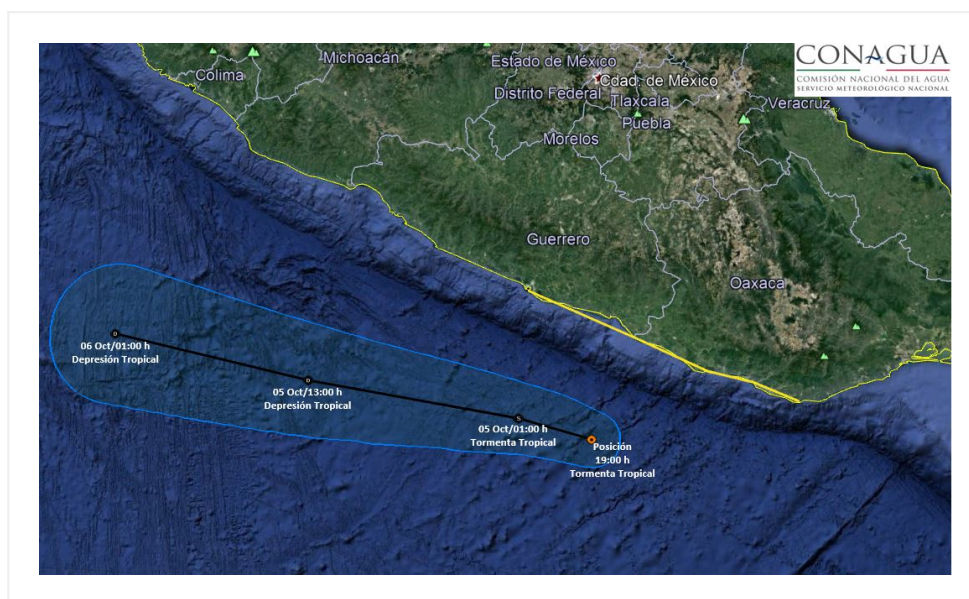 CONAGUA
COMISIÓN NACIONAL DEL AGUA
SERVICIO METEOROLÓGICO NACIONAL
Michoacán
Estado de México
Colima
Cdad. de México
Distrito Federal
Tlaxcala
Veracruz
Puebla
Morelos
Guerrero
Oaxaca
06 Oct/01:00 h
Depresión Tropical
05 Oct/13:00 h
Depresión Tropical
05 Oct/01:00 h
Tormenta Tropical
Posición
19:00 h
Tormenta Tropical